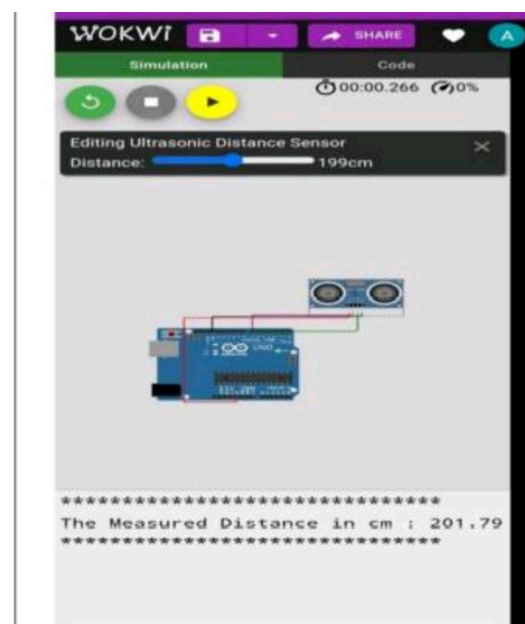 WOKWI SHARE A
Simulation Code
00:00.266 0%
Editing Ultrasonic Distance Sensor
Distance: 199cm
UNO
*******************************
The Measured Distance in cm : 201.79
*******************************